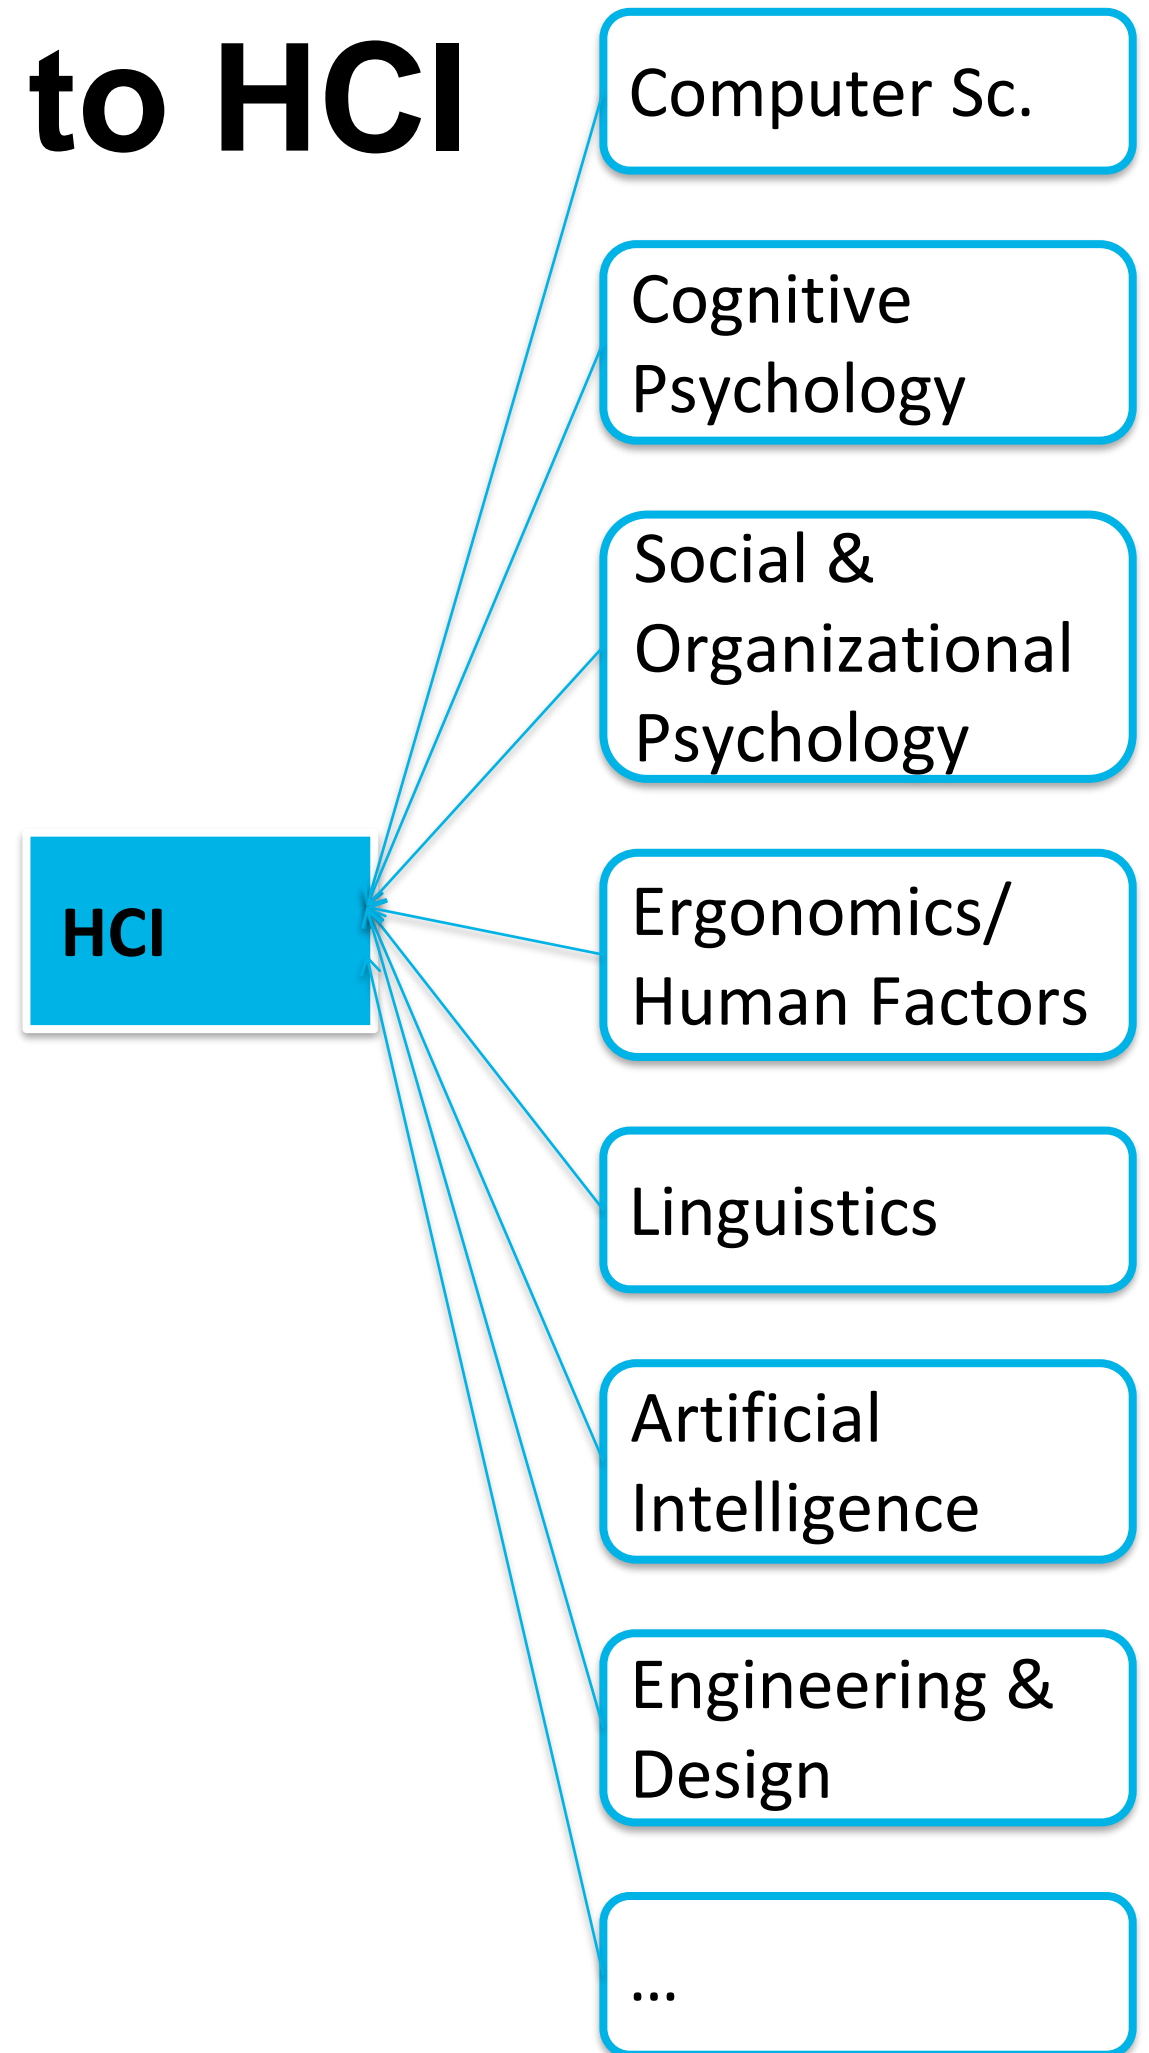 to HCI
Computer Sc.
Cognitive
Psychology
Social &
Organizational
Psychology
HCI
Ergonomics/
Human Factors
Linguistics
Artificial
Intelligence
Engineering &
Design
...